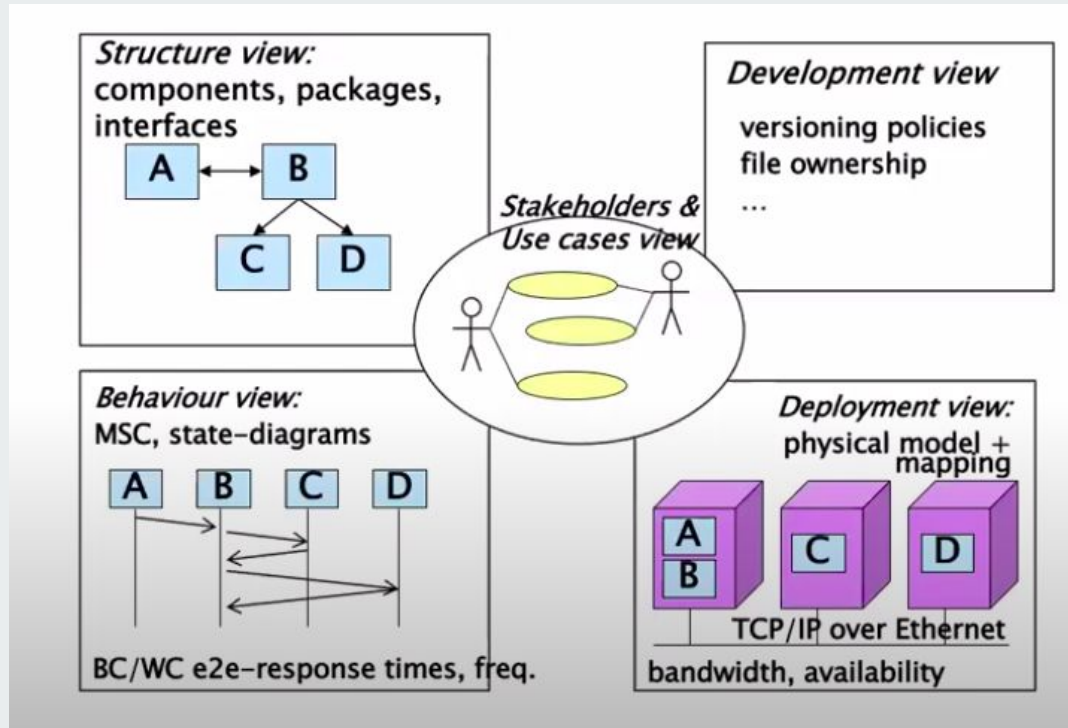 Structure view:
components, packages,
interfaces
A
B
C
D
Development view
versioning policies
file ownership
...
Stakeholders &
Use cases view
Behaviour view:
MSC, state-diagrams
A
B
C
D
BC/WC e2e-response times, freq.
Deployment view:
physical model +
mapping
A
B
C
D
TCP/IP over Ethernet
bandwidth, availability